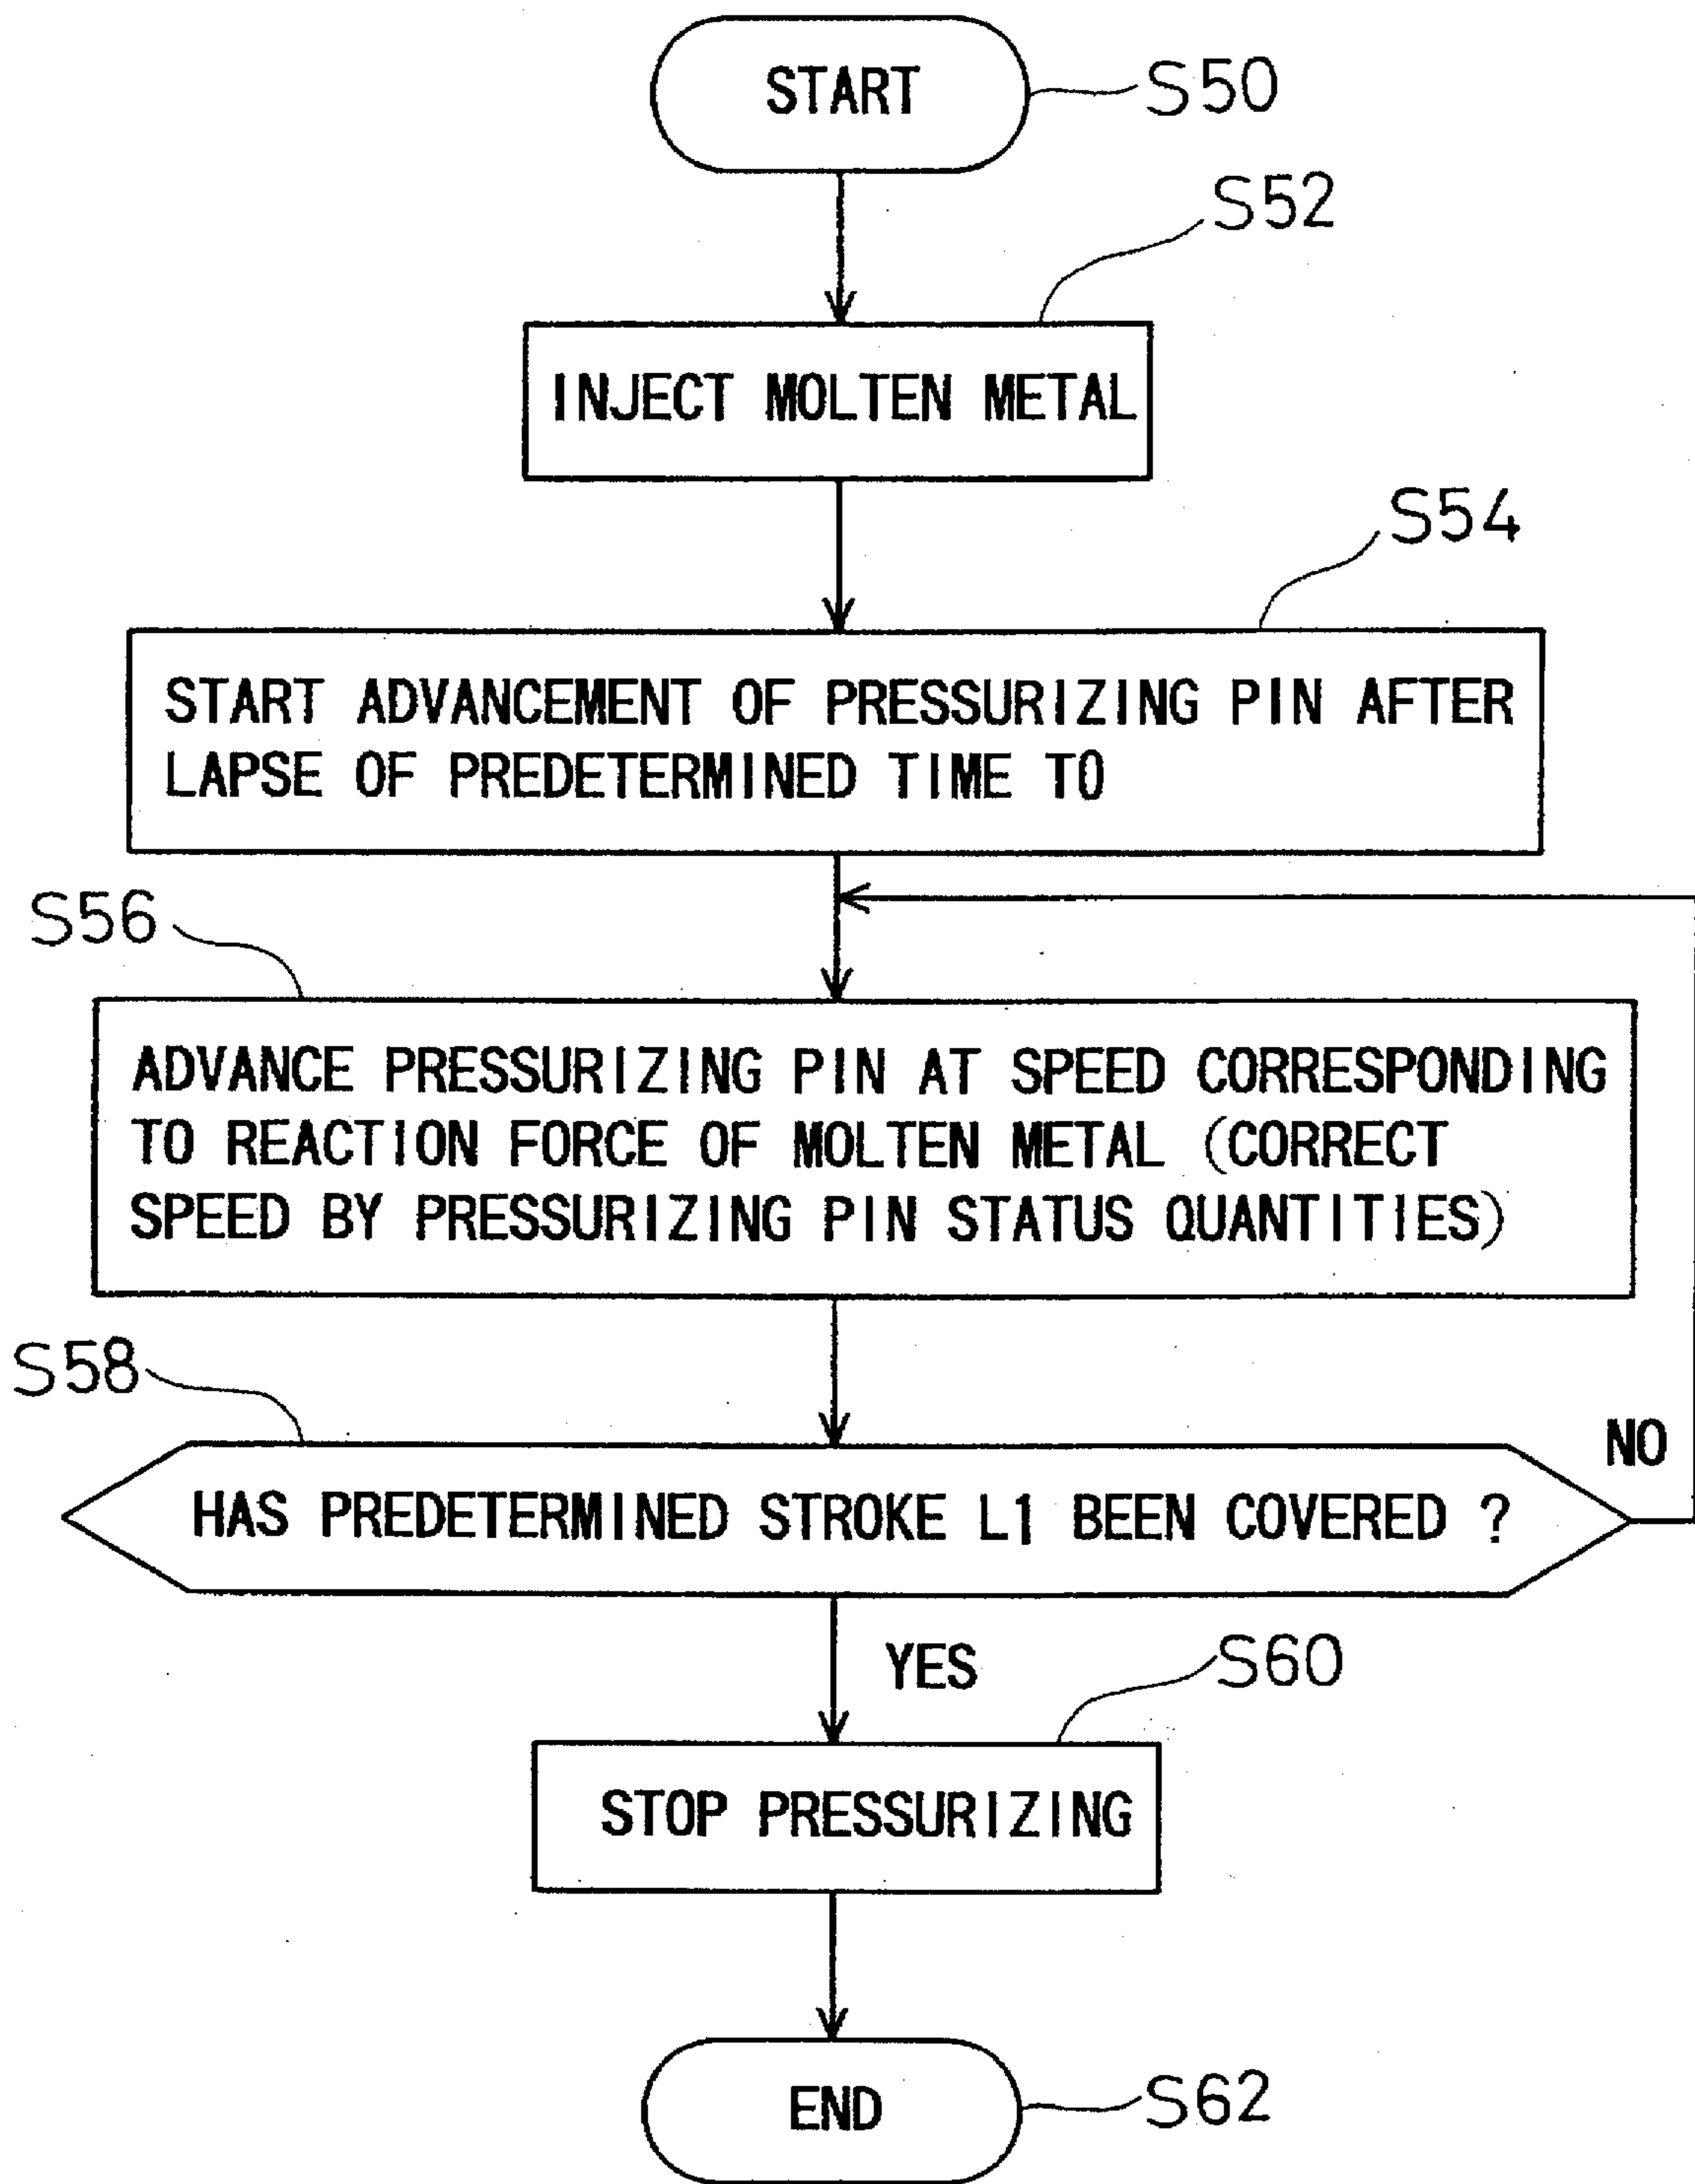 START
S50
S52
INJECT MOLTEN METAL
S54
START ADVANCEMENT OF PRESSURIZING PIN AFTER
LAPSE OF PREDETERMINED TIME T0
S56
ADVANCE PRESSURIZING PIN AT SPEED CORRESPONDING
TO REACTION FORCE OF MOLTEN METAL (CORRECT
SPEED BY PRESSURIZING PIN STATUS QUANTITIES)
S58
NO
HAS PREDETERMINED STROKE L1 BEEN COVERED ?
YES
S60
STOP PRESSURIZING
END
S62